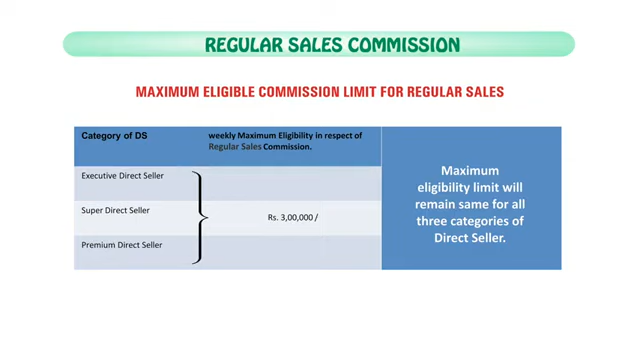 REGULAR SALES COMMISSION
MAXIMUM ELIGIBLE COMMISSION LIMIT FOR REGULAR SALES
Category of DS
weekly Maximum Eligibility in respect of
Regular Sales Commission.
Executive Direct Seller
Super Direct Seller
Rs. 3,00,000 /
Premium Direct Seller
Maximum
eligibility limit will
remain same for all
three categories of
Direct Seller.